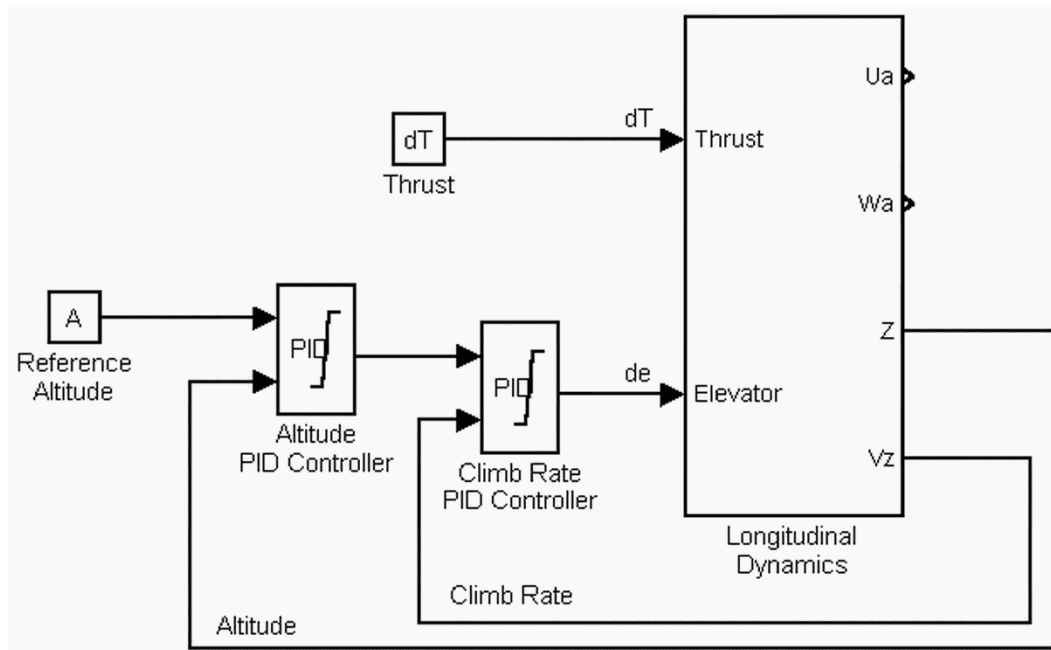 Ua
dT
dT
Thrust
Thrust
Wa
A
Reference
Altitude
PID
Altitude
PID Controller
PID
Climb Rate
PID Controller
de
Elevator
Z
Vz
Longitudinal
Dynamics
Climb Rate
Altitude